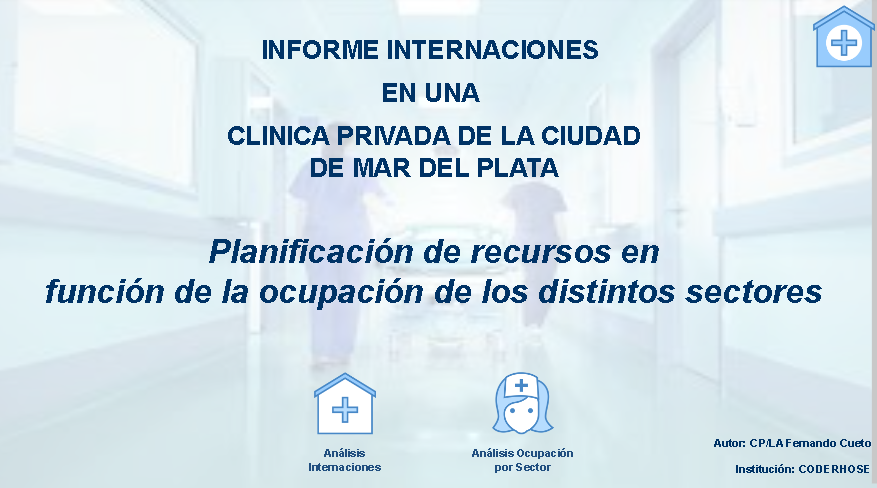 INFORME INTERNACIONES
EN UNA
CLINICA PRIVADA DE LA CIUDAD
DE MAR DEL PLATA
Planificación de recursos en
función de la ocupación de los distintos sectores
Análisis
Internaciones
Análisis Ocupación
por Sector
Autor: CP/LA Fernando Cueto
Institución: CODERHOSE